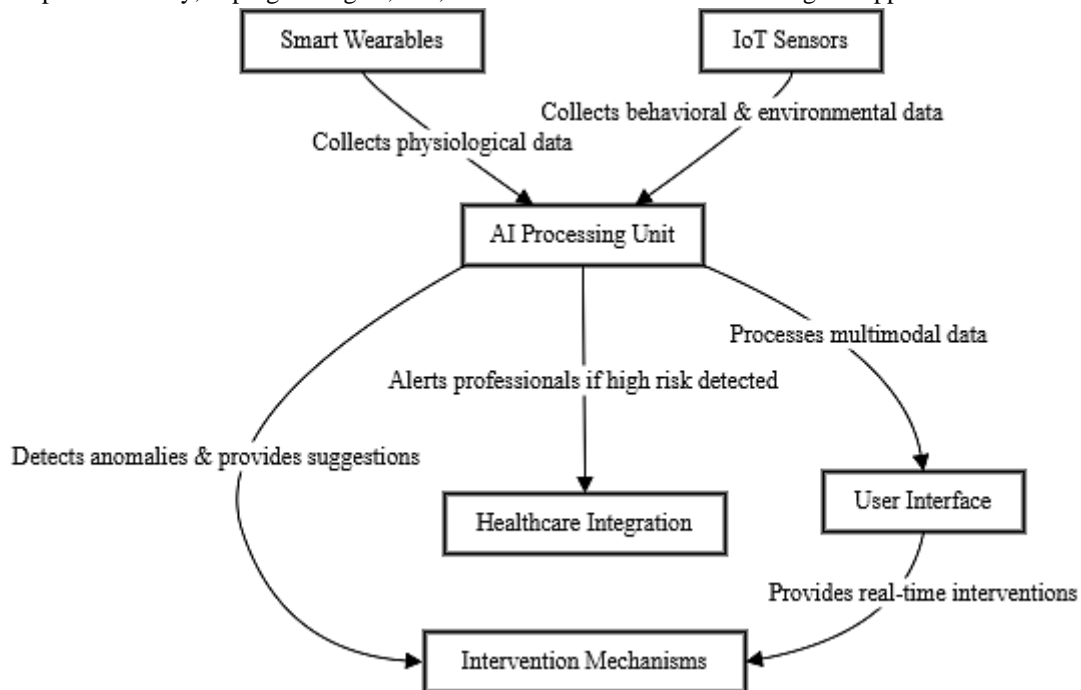 Smart Wearables
IoT Sensors
Collects behavioral & environmental data
Collects physiological data
AI Processing Unit
Processes multimodal data
Alerts professionals if high risk detected
Detects anomalies & provides suggestions
User Interface
Healthcare Integration
Provides real-time interventions
Intervention Mechanisms